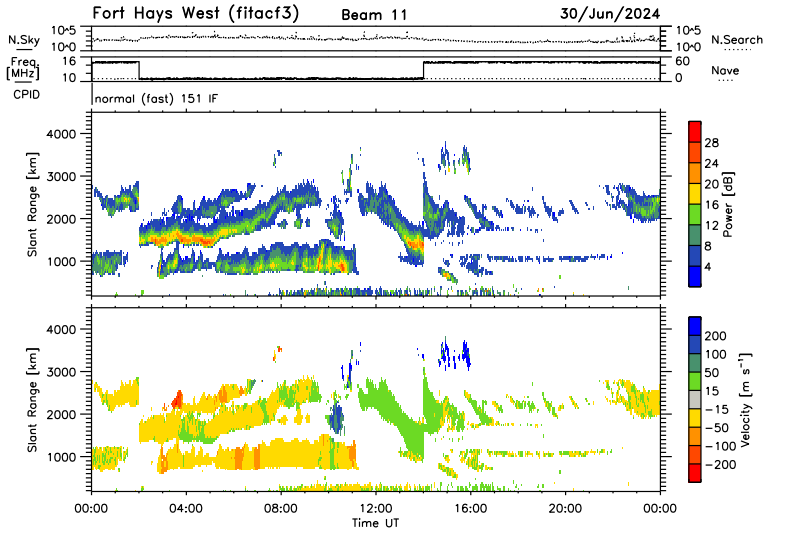 Fort Hays West (fitacf3) Beam 11 30/Jun/2024
N.Sky 10^5 10^0 10^5 10^0 N.Search
Freq. [MHz] 16 10 60 0 Nave
CPID normal (fast) 151 IF
Slant Range [km] 4000 3000 2000 1000
Power [dB] 28 24 20 16 12 8 4
Slant Range [km] 4000 3000 2000 1000
Velocity [m s⁻¹] 200 100 50 15 −15 −50 −100 −200
00:00 04:00 08:00 12:00 16:00 20:00 00:00
Time UT